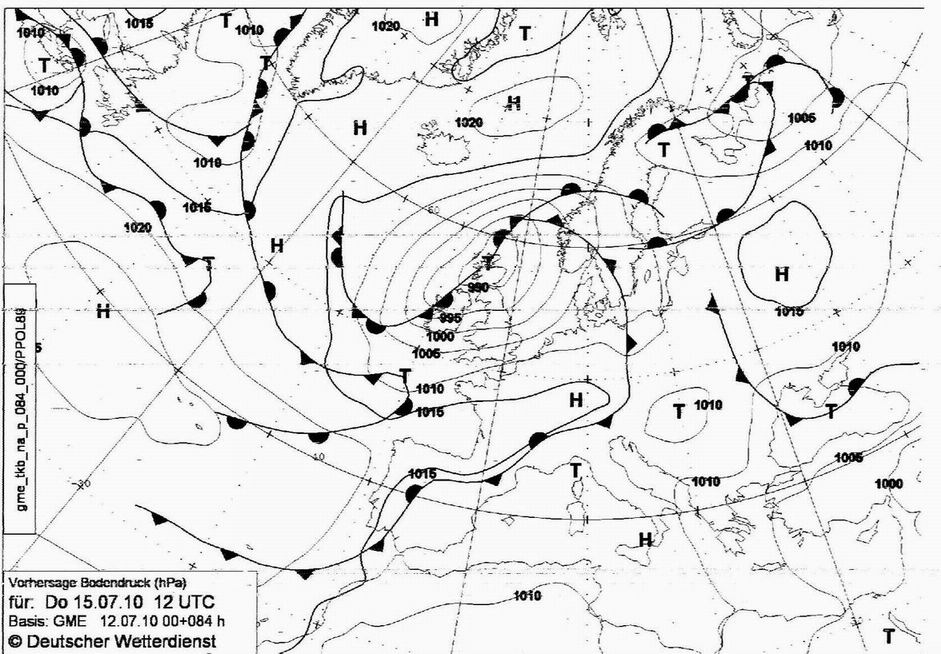 1010
1015
T
1010
H
1020
T
T
T
1010
H
1020
H
T
T
1005
1010
1010
1015
1020
H
T
H
T
H
990
995
1000
1005
1015
1010
T
1010
1015
H
T
1010
T
1015
T
1010
1005
1000
10
20
H
1010
T
gme_tkb_na_p_084_000/PPOL89
Vorhersage Bodendruck (hPa)
für: Do 15.07.10 12 UTC
Basis: GME 12.07.10 00+084 h
© Deutscher Wetterdienst